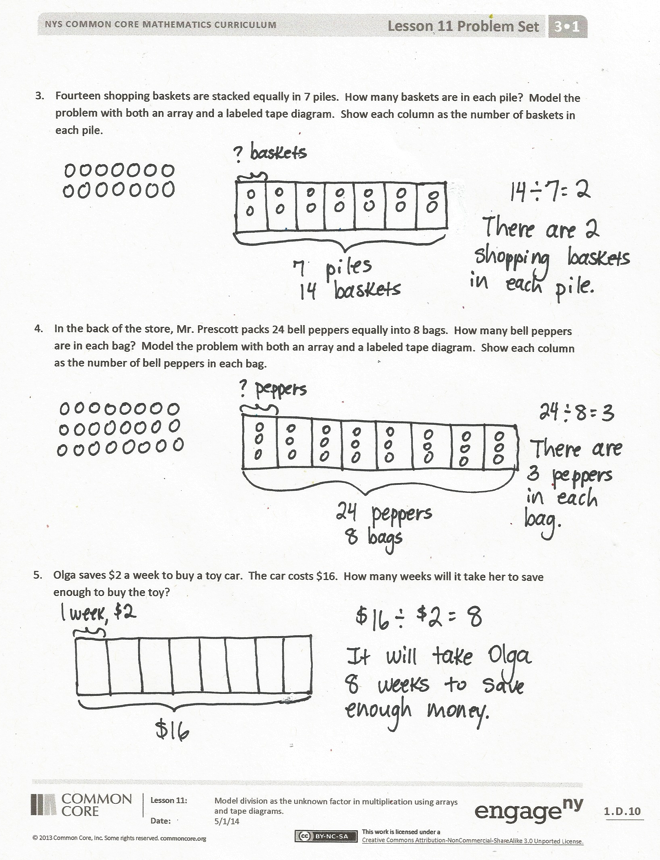 NYS COMMON CORE MATHEMATICS CURRICULUM
Lesson 11 Problem Set
3•1
3. Fourteen shopping baskets are stacked equally in 7 piles. How many baskets are in each pile? Model the
problem with both an array and a labeled tape diagram. Show each column as the number of baskets in
each pile.
? baskets
7 piles
14 baskets
14÷7=2
There are 2
shopping baskets
in each pile.
4. In the back of the store, Mr. Prescott packs 24 bell peppers equally into 8 bags. How many bell peppers
are in each bag? Model the problem with both an array and a labeled tape diagram. Show each column
as the number of bell peppers in each bag.
? peppers
24 peppers
8 bags
24÷8=3
There are
3 peppers
in each
bag.
5. Olga saves $2 a week to buy a toy car. The car costs $16. How many weeks will it take her to save
enough to buy the toy?
1 week, $2
$16
$16 ÷ $2 = 8
It will take Olga
8 weeks to save
enough money.
COMMON
CORE
Lesson 11:
Date:
Model division as the unknown factor in multiplication using arrays
and tape diagrams.
5/1/14
engageny
1.D.10
© 2013 Common Core, Inc. Some rights reserved. commoncore.org
cc BY-NC-SA
This work is licensed under a
Creative Commons Attribution-NonCommercial-ShareAlike 3.0 Unported License.